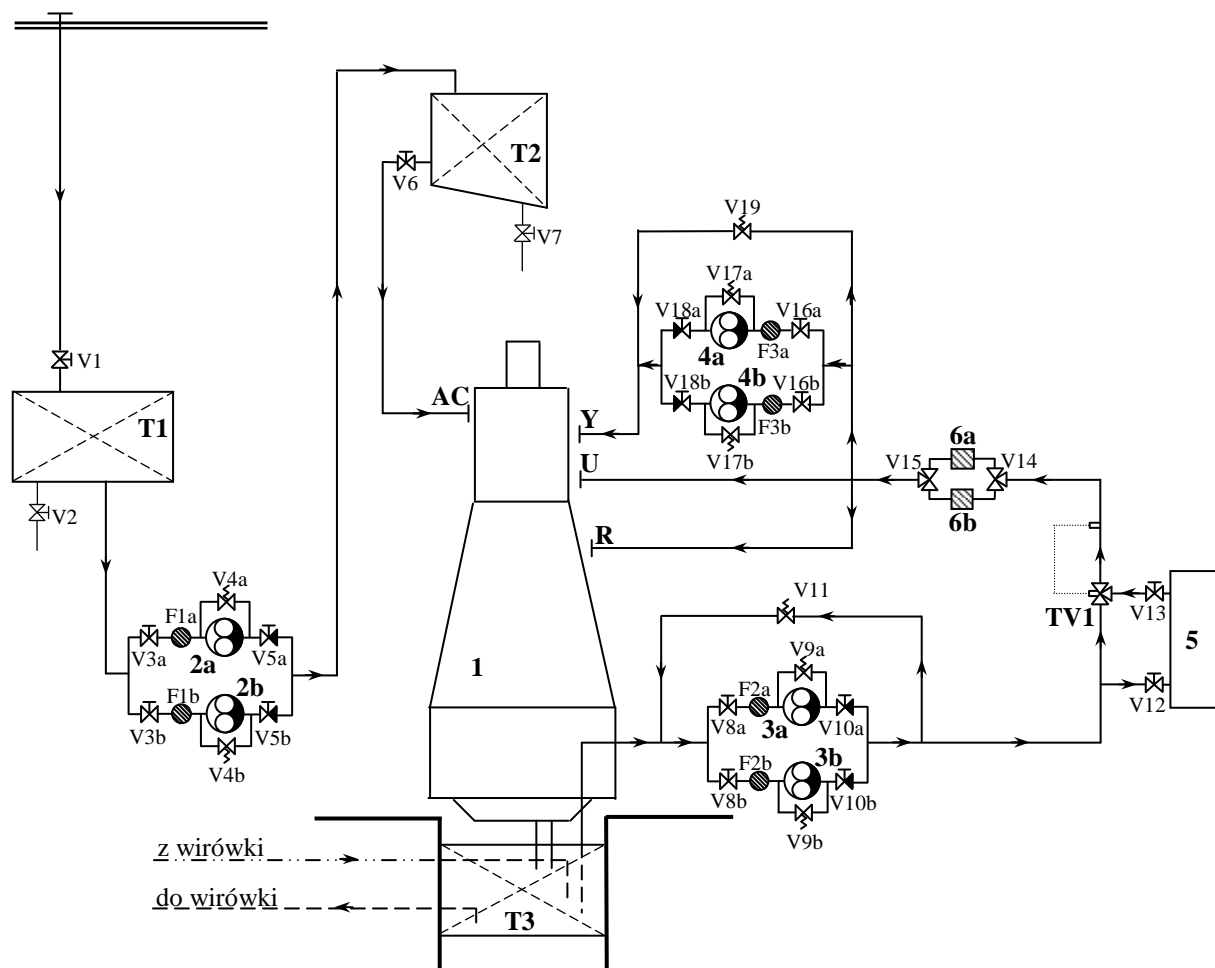 T2
V6
V7
V19
V17a
V18a
V16a
4a
F3a
V18b
4b
V16b
F3b
V17b
V1
AC
T1
Y
6a
U
V15
V14
V2
6b
R
V4a
V11
TV1
V13
F1a
5
V3a
2a
V5a
1
V9a
F1b
2b
F2a
V12
V8a
3a
V10a
V3b
V5b
F2b
3b
V4b
V8b
V10b
V9b
z wirówki
do wirówki
T3